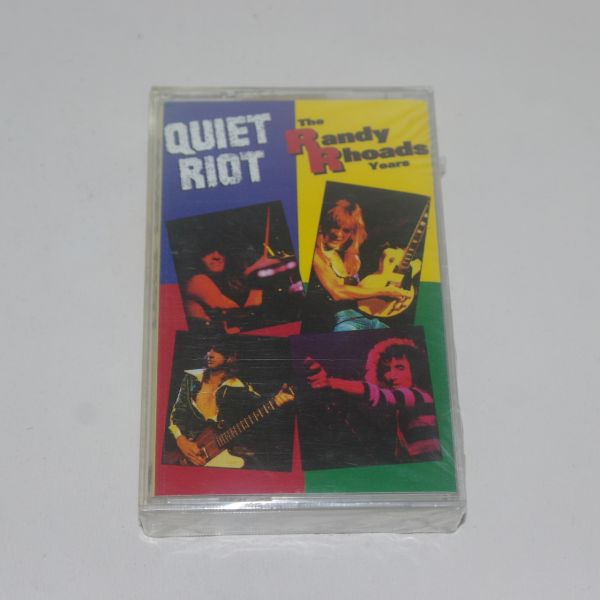 QUIET
RIOT
The
Randy
Rhoads
Years